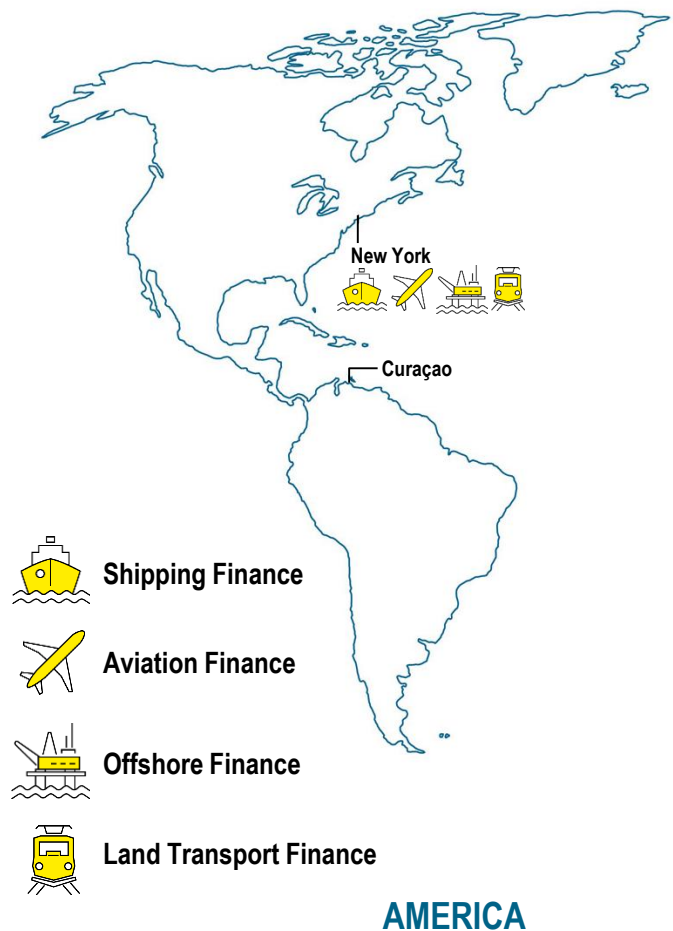 New York
Curaçao
Shipping Finance
Aviation Finance
Offshore Finance
Land Transport Finance
AMERICA